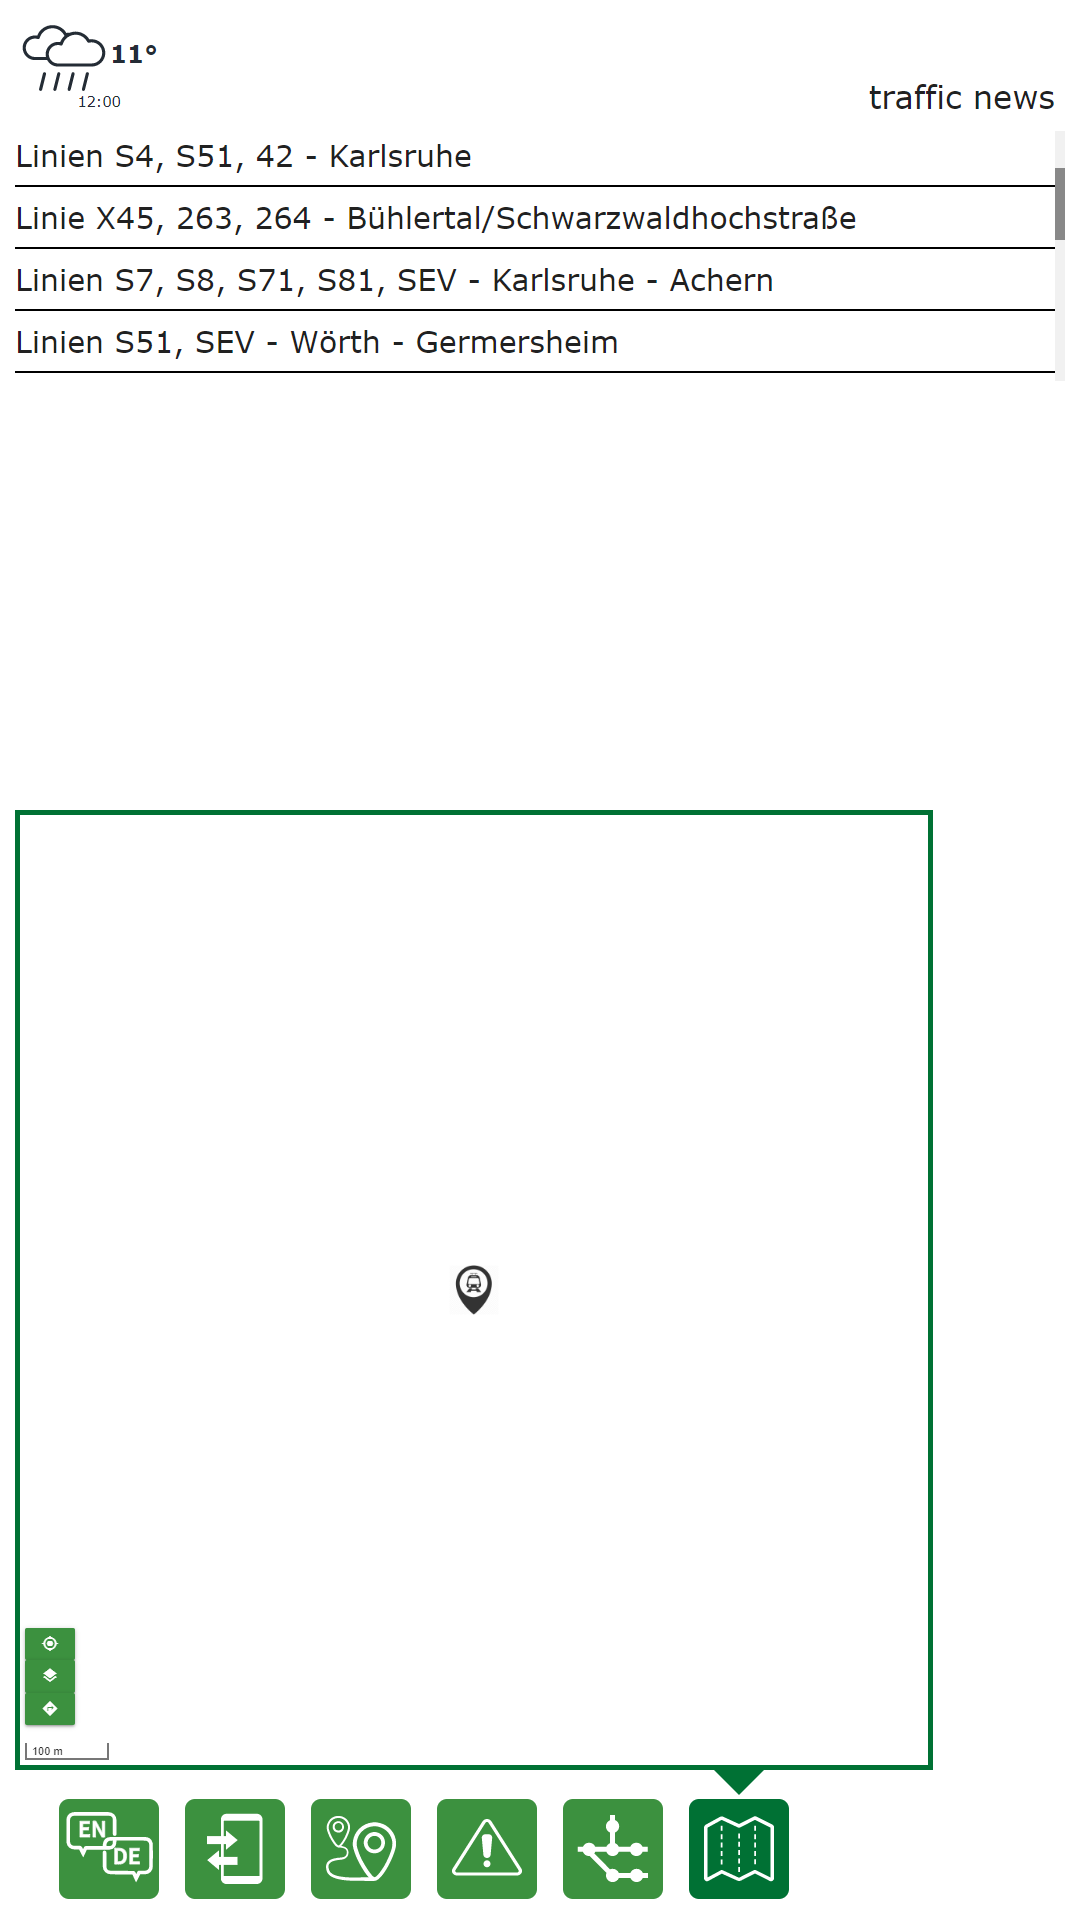 11°
12:00
traffic news
Linien S4, S51, 42 - Karlsruhe
Linie X45, 263, 264 - Bühlertal/Schwarzwaldhochstraße
Linien S7, S8, S71, S81, SEV - Karlsruhe - Achern
Linien S51, SEV - Wörth - Germersheim
100 m
EN
DE